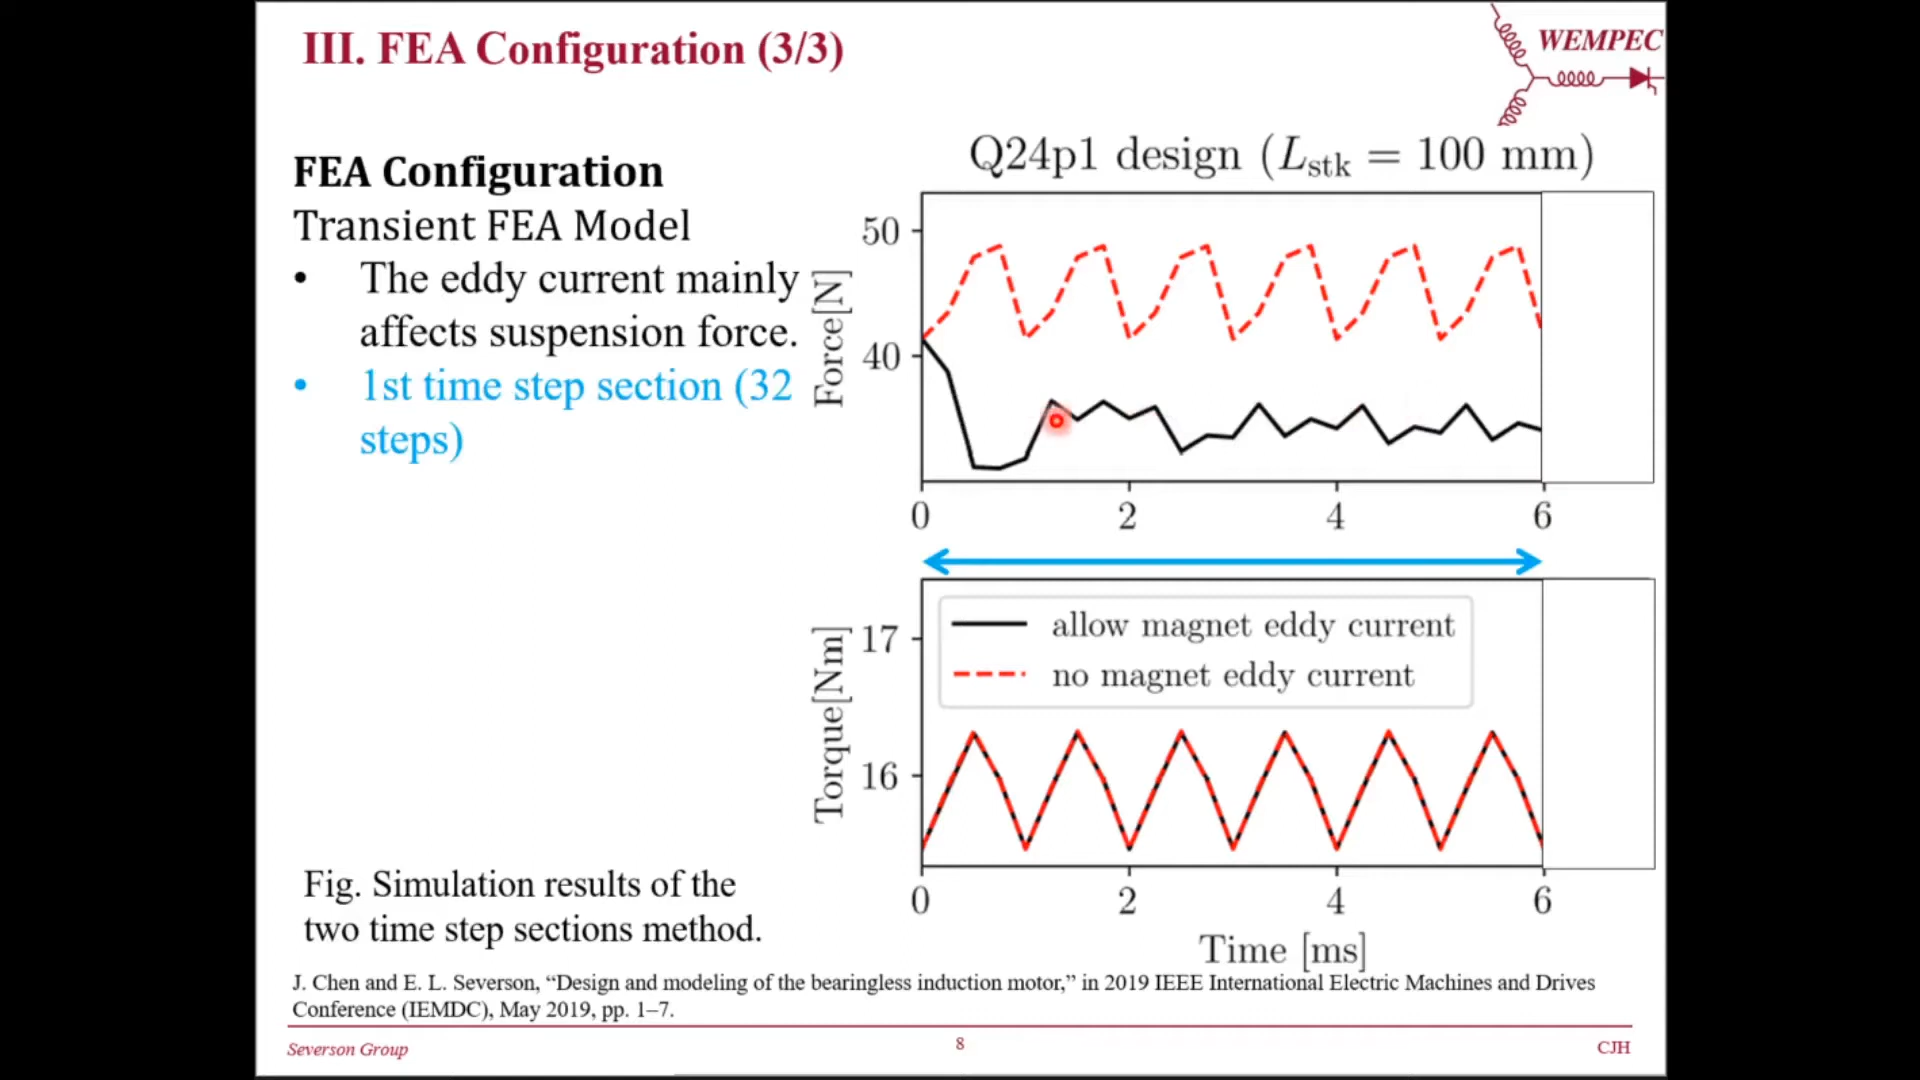 III. FEA Configuration (3/3)
WEMPEC
FEA Configuration
Transient FEA Model
• The eddy current mainly
affects suspension force.
• 1st time step section (32
steps)
Q24p1 design (Lstk = 100 mm)
Force[N]
50
40
0 2 4 6
Torque[Nm]
17
16
allow magnet eddy current
no magnet eddy current
0 2 4 6
Time [ms]
Fig. Simulation results of the
two time step sections method.
J. Chen and E. L. Severson, “Design and modeling of the bearingless induction motor,” in 2019 IEEE International Electric Machines and Drives
Conference (IEMDC), May 2019, pp. 1–7.
Severson Group
8
CJH